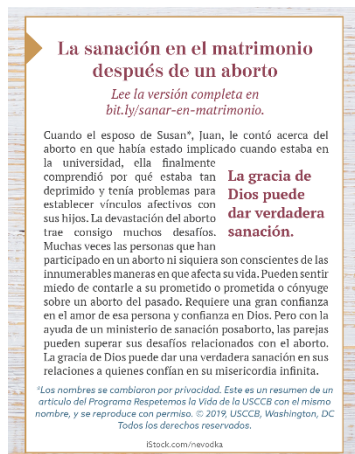 La sanación en el matrimonio
después de un aborto
Lee la versión completa en
bit.ly/sanar-en-matrimonio.
Cuando el esposo de Susan*, Juan, le contó acerca del
aborto en que había estado implicado cuando estaba en
la universidad, ella finalmente
comprendió por qué estaba tan
deprimido y tenía problemas para
establecer vínculos afectivos con
sus hijos. La devastación del aborto
trae consigo muchos desafíos.
Muchas veces las personas que han
La gracia de
Dios puede
dar verdadera
sanación.
participado en un aborto ni siquiera son conscientes de las
innumerables maneras en que afecta su vida. Pueden sentir
miedo de contarle a su prometido o prometida o cónyuge
sobre un aborto del pasado. Requiere una gran confianza
en el amor de esa persona y confianza en Dios. Pero con la
ayuda de un ministerio de sanación posaborto, las parejas
pueden superar sus desafíos relacionados con el aborto.
La gracia de Dios puede dar una verdadera sanación en sus
relaciones a quienes confían en su misericordia infinita.
*Los nombres se cambiaron por privacidad. Este es un resumen de un
artículo del Programa Respetemos la Vida de la USCCB con el mismo
nombre, y se reproduce con permiso. © 2019, USCCB, Washington, DC
Todos los derechos reservados.
iStock.com/nevodka